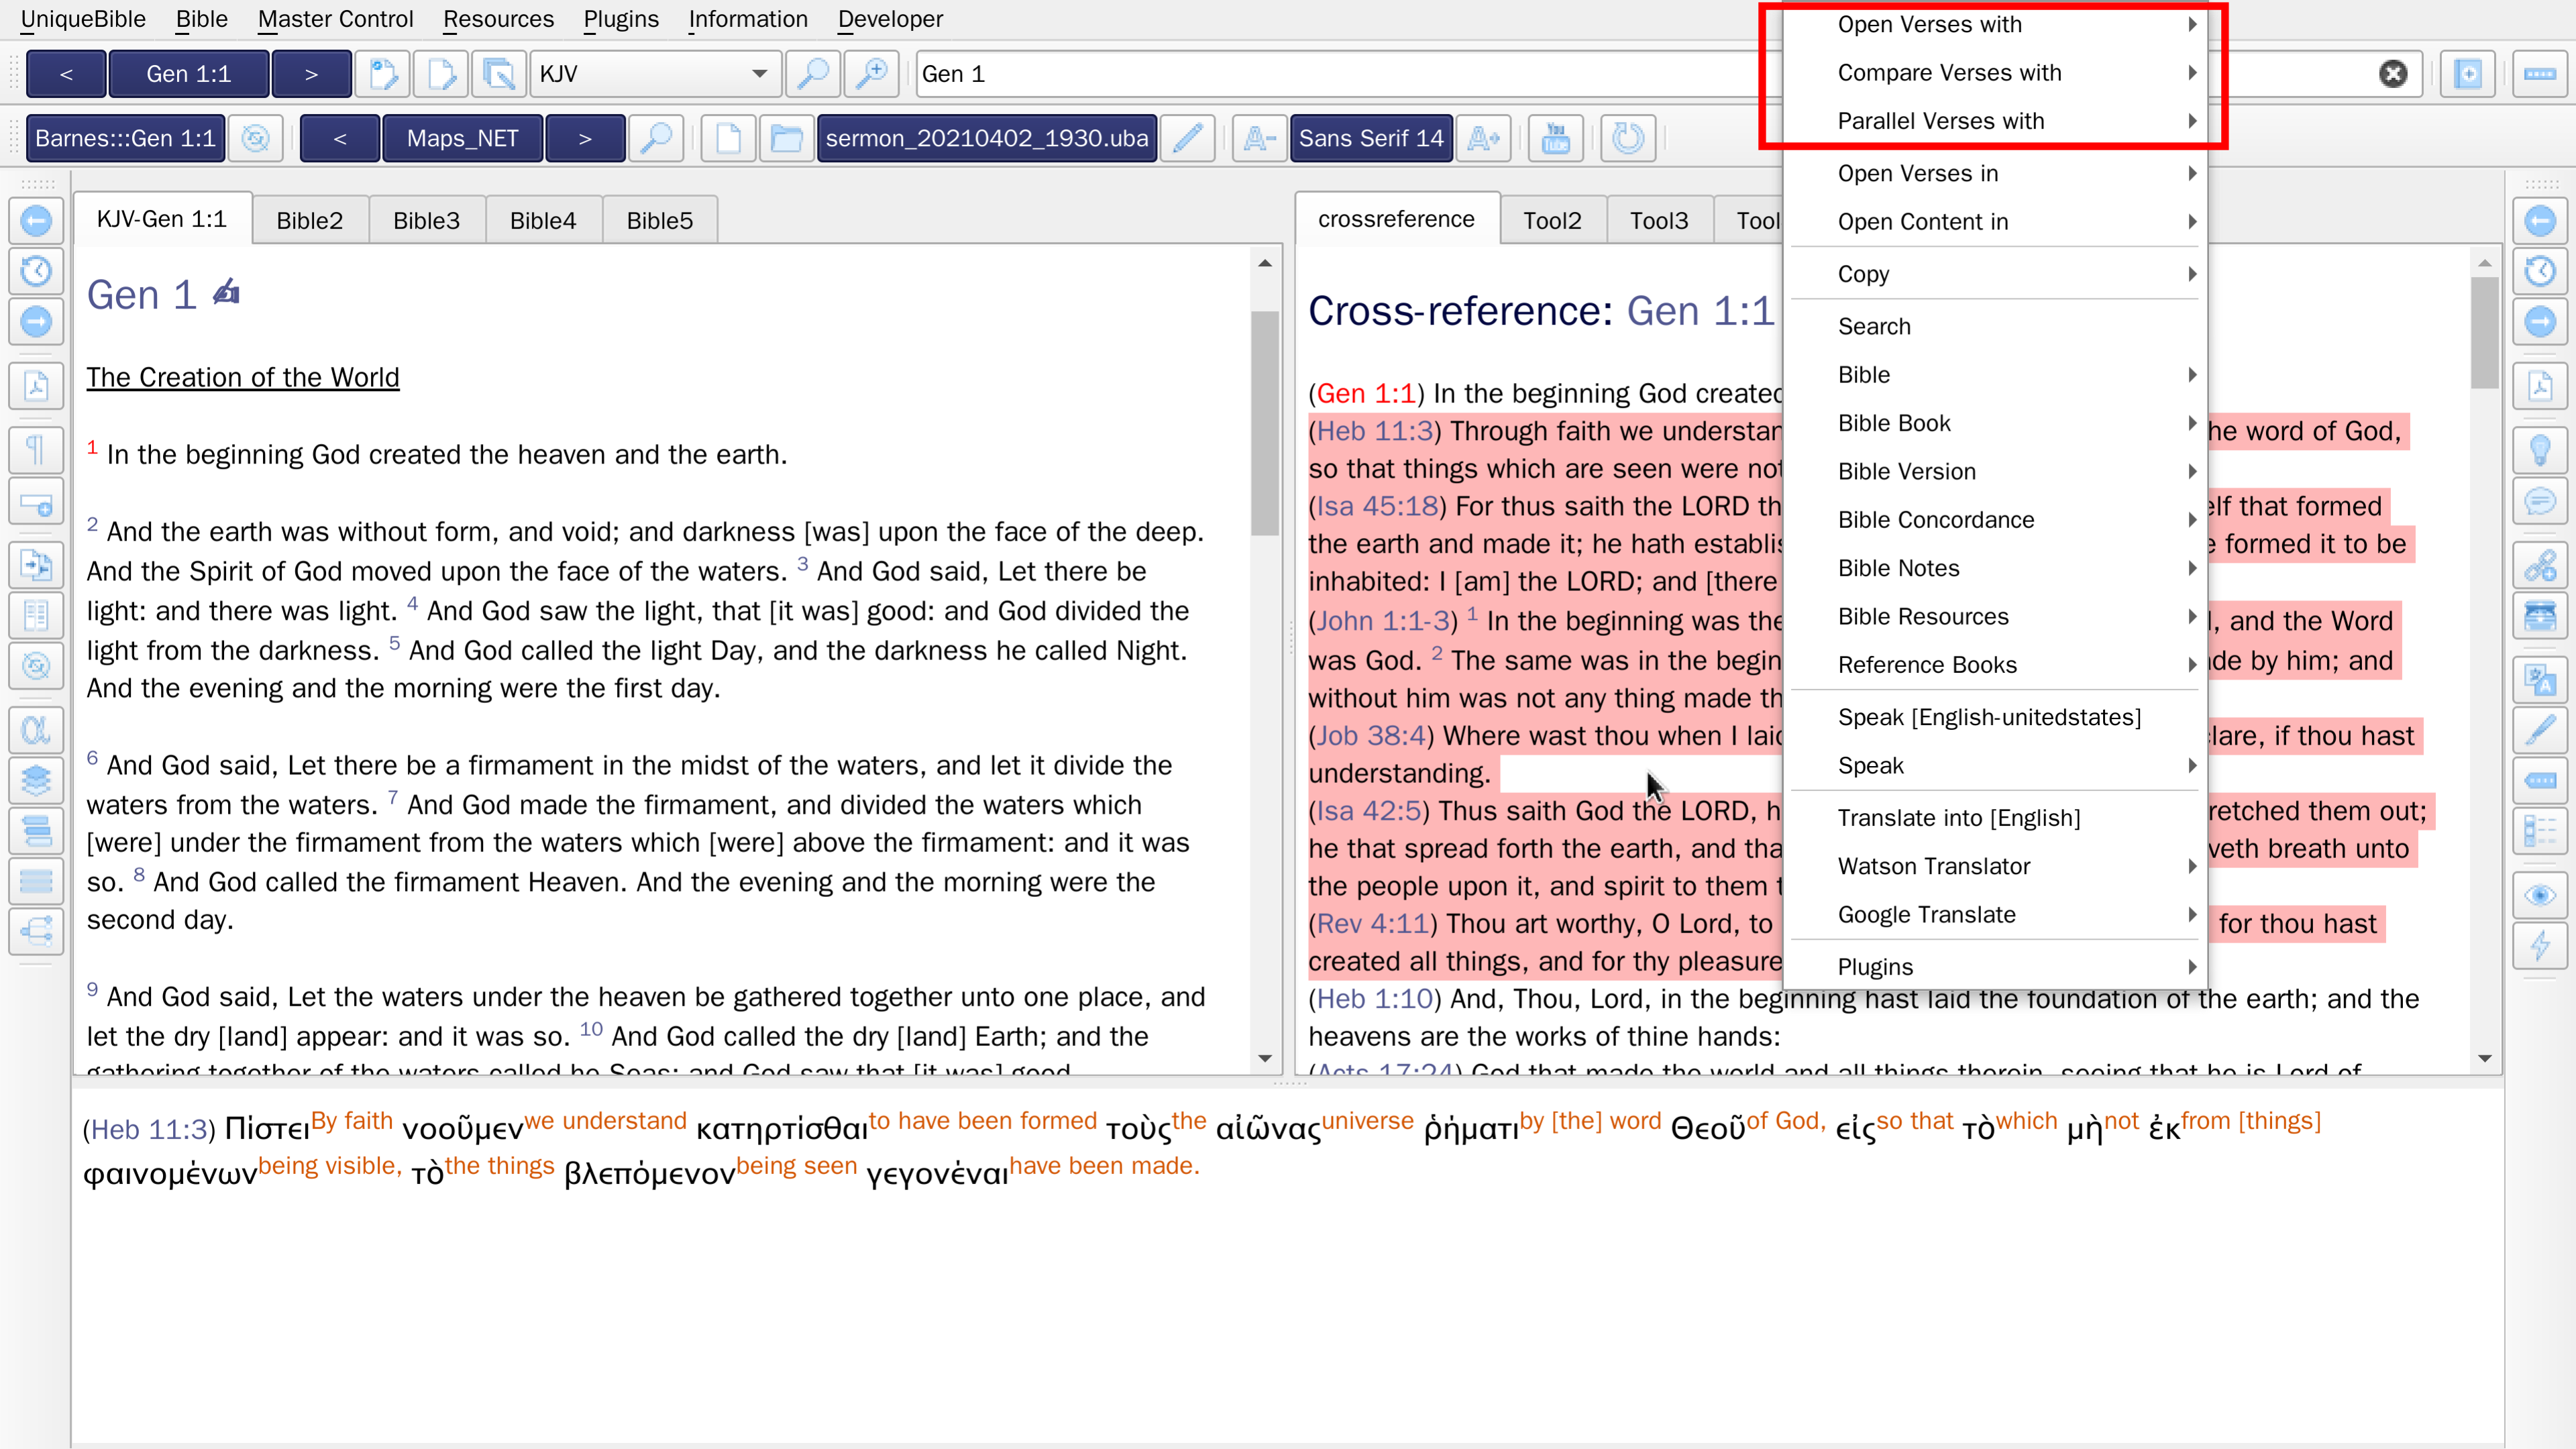 UniqueBible Bible Master Control Resources Plugins Information Developer
< Gen 1:1 > KJV Gen 1
Barnes:::Gen 1:1 < Maps_NET > sermon_20210402_1930.uba A- Sans Serif 14 A+ You Tube
KJV-Gen 1:1 Bible2 Bible3 Bible4 Bible5
Gen 1
The Creation of the World
1 In the beginning God created the heaven and the earth.
2 And the earth was without form, and void; and darkness [was] upon the face of the deep.
And the Spirit of God moved upon the face of the waters. 3 And God said, Let there be
light: and there was light. 4 And God saw the light, that [it was] good: and God divided the
light from the darkness. 5 And God called the light Day, and the darkness he called Night.
And the evening and the morning were the first day.
6 And God said, Let there be a firmament in the midst of the waters, and let it divide the
waters from the waters. 7 And God made the firmament, and divided the waters which
[were] under the firmament from the waters which [were] above the firmament: and it was
so. 8 And God called the firmament Heaven. And the evening and the morning were the
second day.
9 And God said, Let the waters under the heaven be gathered together unto one place, and
let the dry [land] appear: and it was so. 10 And God called the dry [land] Earth; and the
gathering together of the waters called he Seas: and God saw that [it was] good.
crossreference Tool2 Tool3 Tool
Cross-reference: Gen 1:1
(Gen 1:1) In the beginning God created
(Heb 11:3) Through faith we understan he word of God,
so that things which are seen were not
(Isa 45:18) For thus saith the LORD th elf that formed
the earth and made it; he hath establis e formed it to be
inhabited: I [am] the LORD; and [there
(John 1:1-3) 1 In the beginning was the , and the Word
was God. 2 The same was in the begin de by him; and
without him was not any thing made th
(Job 38:4) Where wast thou when I laid clare, if thou hast
understanding.
(Isa 42:5) Thus saith God the LORD, h retched them out;
he that spread forth the earth, and tha veth breath unto
the people upon it, and spirit to them t
(Rev 4:11) Thou art worthy, O Lord, to for thou hast
created all things, and for thy pleasure
(Heb 1:10) And, Thou, Lord, in the beginning hast laid the foundation of the earth; and the
heavens are the works of thine hands:
(Acts 17:24) God that made the world and all things therein, seeing that he is Lord of
Open Verses with
Compare Verses with
Parallel Verses with
Open Verses in
Open Content in
Copy
Search
Bible
Bible Book
Bible Version
Bible Concordance
Bible Notes
Bible Resources
Reference Books
Speak [English-unitedstates]
Speak
Translate into [English]
Watson Translator
Google Translate
Plugins
(Heb 11:3) Πίστει By faith νοοῦμεν we understand κατηρτίσθαι to have been formed τοὺς the αἰῶνας universe ῥήματι by [the] word Θεοῦ of God, εἰς so that τὸ which μὴ not ἐκ from [things]
φαινομένων being visible, τὸ the things βλεπόμενον being seen γεγονέναι have been made.